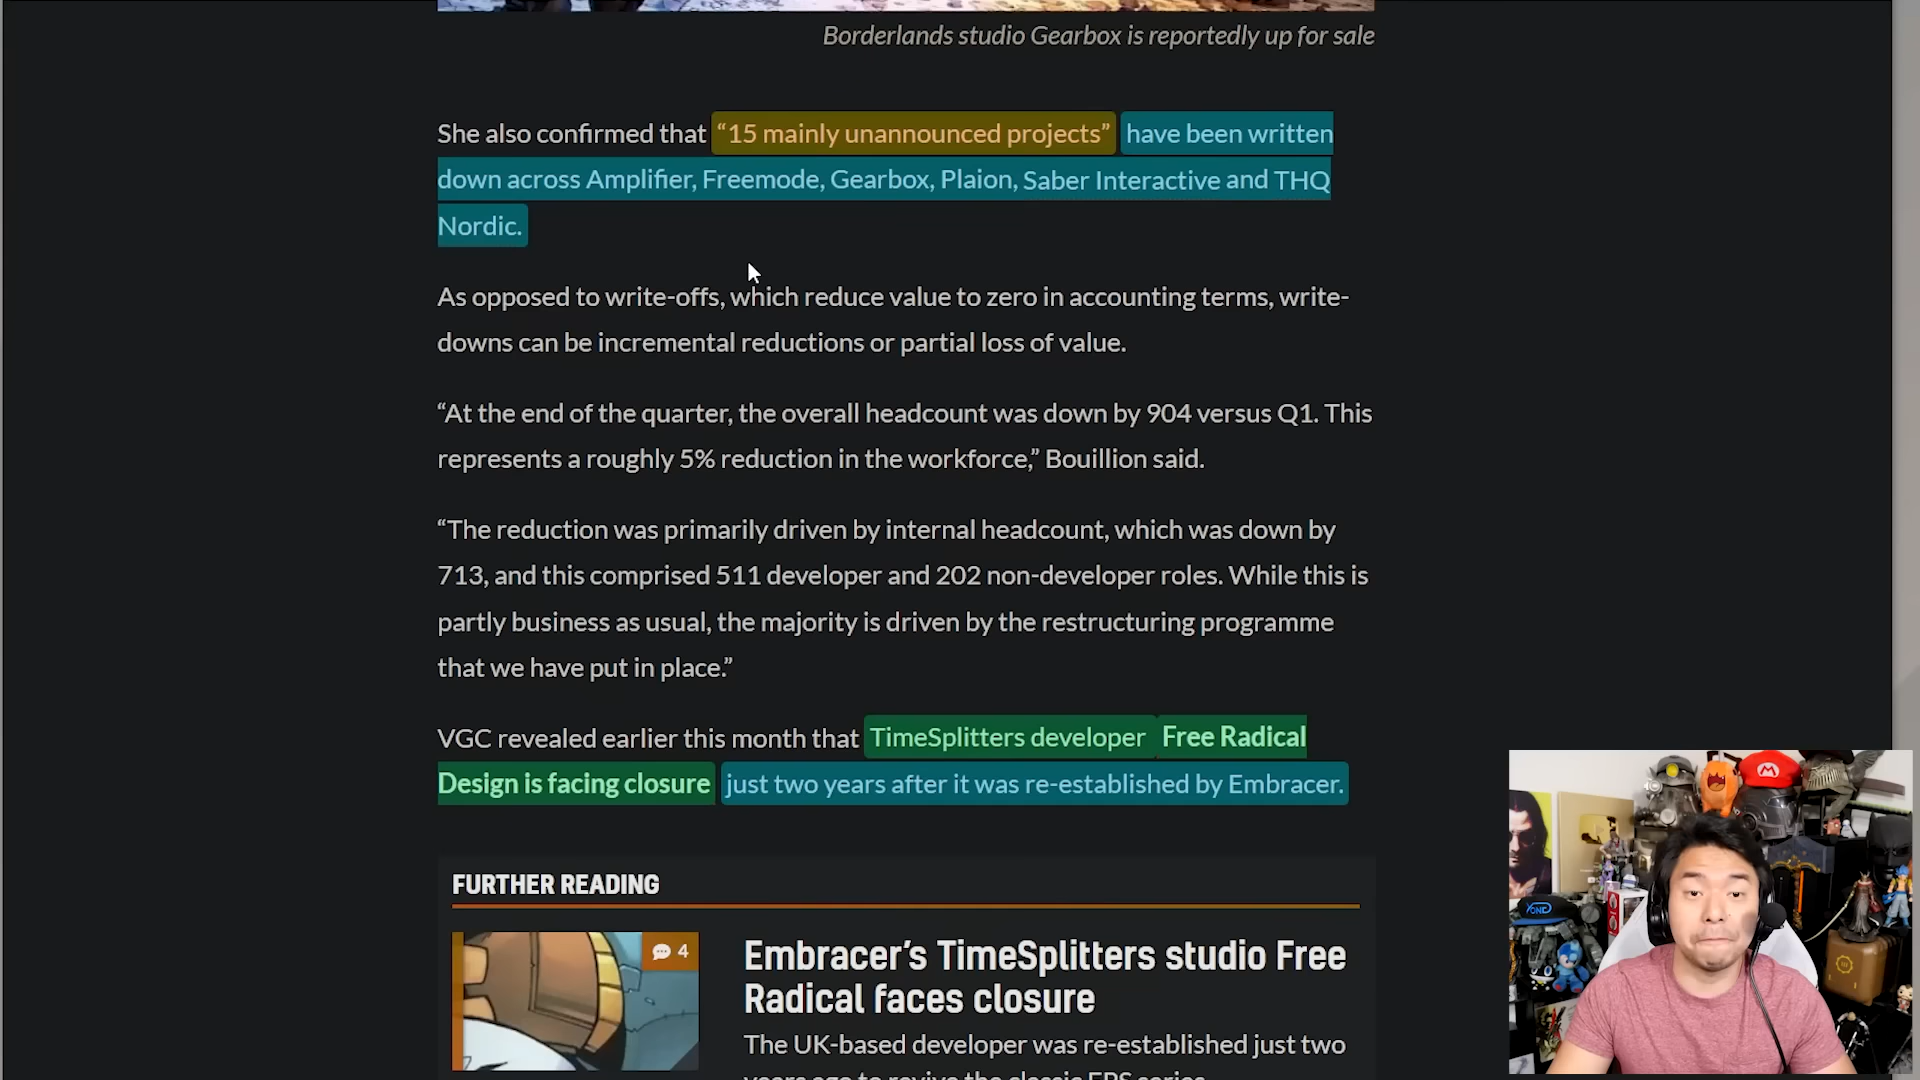 Borderlands studio Gearbox is reportedly up for sale
She also confirmed that “15 mainly unannounced projects” have been written
down across Amplifier, Freemode, Gearbox, Plaion, Saber Interactive and THQ
Nordic.
As opposed to write-offs, which reduce value to zero in accounting terms, write-
downs can be incremental reductions or partial loss of value.
“At the end of the quarter, the overall headcount was down by 904 versus Q1. This
represents a roughly 5% reduction in the workforce,” Bouillion said.
“The reduction was primarily driven by internal headcount, which was down by
713, and this comprised 511 developer and 202 non-developer roles. While this is
partly business as usual, the majority is driven by the restructuring programme
that we have put in place.”
VGC revealed earlier this month that TimeSplitters developer Free Radical
Design is facing closure just two years after it was re-established by Embracer.
FURTHER READING
4
Embracer’s TimeSplitters studio Free
Radical faces closure
The UK-based developer was re-established just two
years ago to revive the classic FPS series